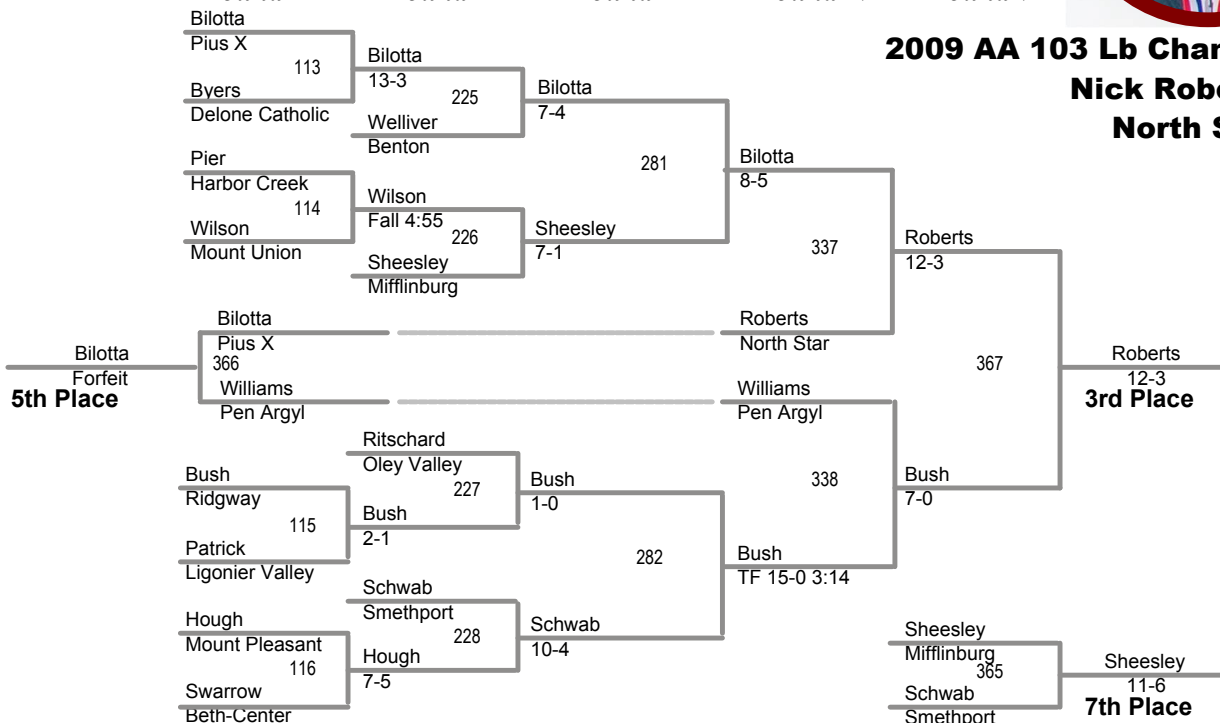 2009 AA 103 Lb
Nick
North
Bilotta
Pius X
113
Byers
Delone Catholic
Bilotta
13-3
225
Welliver
Benton
Bilotta
7-4
Pier
Harbor Creek
114
Wilson
Mount Union
Wilson
Fall 4:55
226
Sheesley
Mifflinburg
Sheesley
7-1
281
Bilotta
8-5
337
Roberts
North Star
Roberts
12-3
Bilotta
Pius X
366
Williams
Pen Argyl
Bilotta
Forfeit
5th Place
Williams
Pen Argyl
367
Roberts
12-3
3rd Place
Ritschard
Oley Valley
227
Bush
Ridgway
115
Patrick
Ligonier Valley
Bush
2-1
Bush
1-0
338
Bush
7-0
282
Bush
TF 15-0 3:14
Schwab
Smethport
228
Hough
Mount Pleasant
116
Swarrow
Beth-Center
Hough
7-5
Schwab
10-4
Sheesley
Mifflinburg
365
Schwab
Smethport
Sheesley
11-6
7th Place